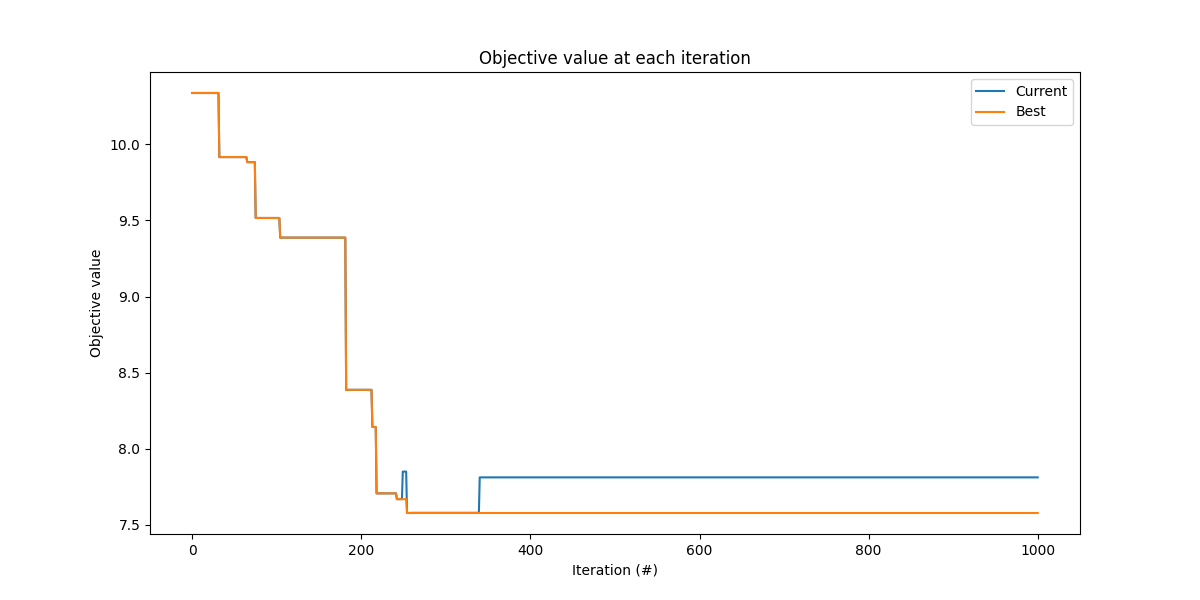 Objective value at each iteration
Current
Best
10.0
9.5
9.0
8.5
8.0
7.5
Objective value
0 200 400 600 800 1000
Iteration (#)